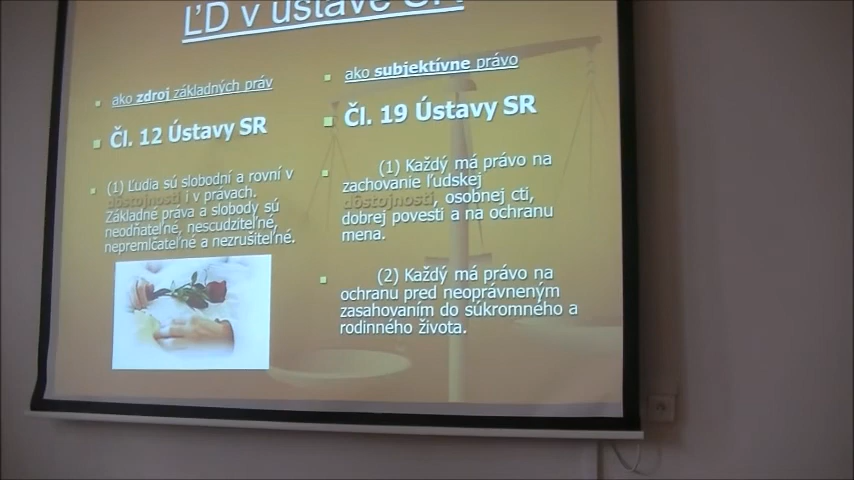 ĽD v ústave SR
ako zdroj základných práv
Čl. 12 Ústavy SR
(1) Ľudia sú slobodní a rovní v
dôstojnosti i v právach.
Základné práva a slobody sú
neodňateľné, nescudziteľné,
nepremlčateľné a nezrušiteľné.
ako subjektívne právo
Čl. 19 Ústavy SR
(1) Každý má právo na
zachovanie ľudskej
dôstojnosti, osobnej cti,
dobrej povesti a na ochranu
mena.
(2) Každý má právo na
ochranu pred neoprávneným
zasahovaním do súkromného a
rodinného života.